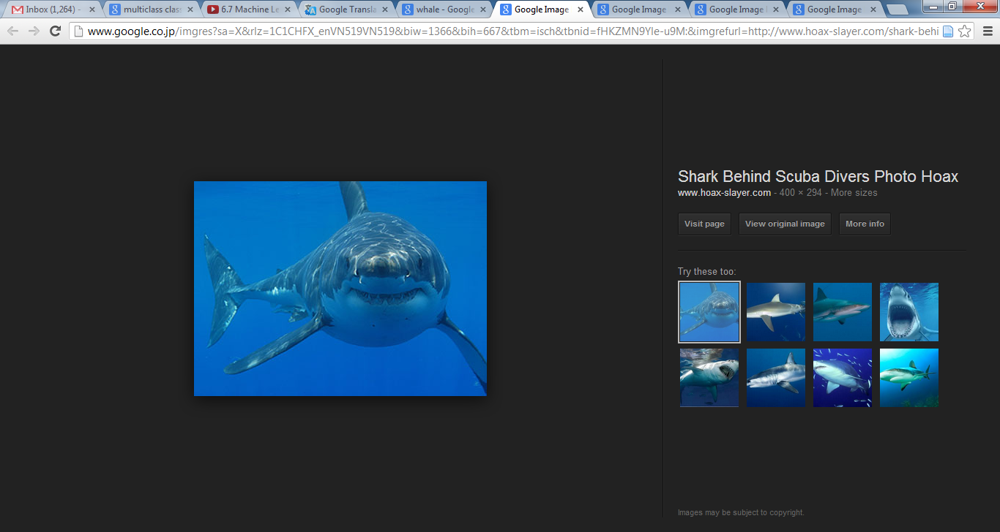 Inbox (1,264) -
multiclass clas
6.7 Machine Le
Google Transla
whale - Google
Google Image
Google Image
Google Image
Google Image
www.google.co.jp/imgres?sa=X&rlz=1C1CHFX_enVN519VN519&biw=1366&bih=667&tbm=isch&tbnid=fHKZMN9Yle-u9M:&imgrefurl=http://www.hoax-slayer.com/shark-behi
Shark Behind Scuba Divers Photo Hoax
www.hoax-slayer.com - 400 × 294 - More sizes
Visit page
View original image
More info
Try these too:
Images may be subject to copyright.